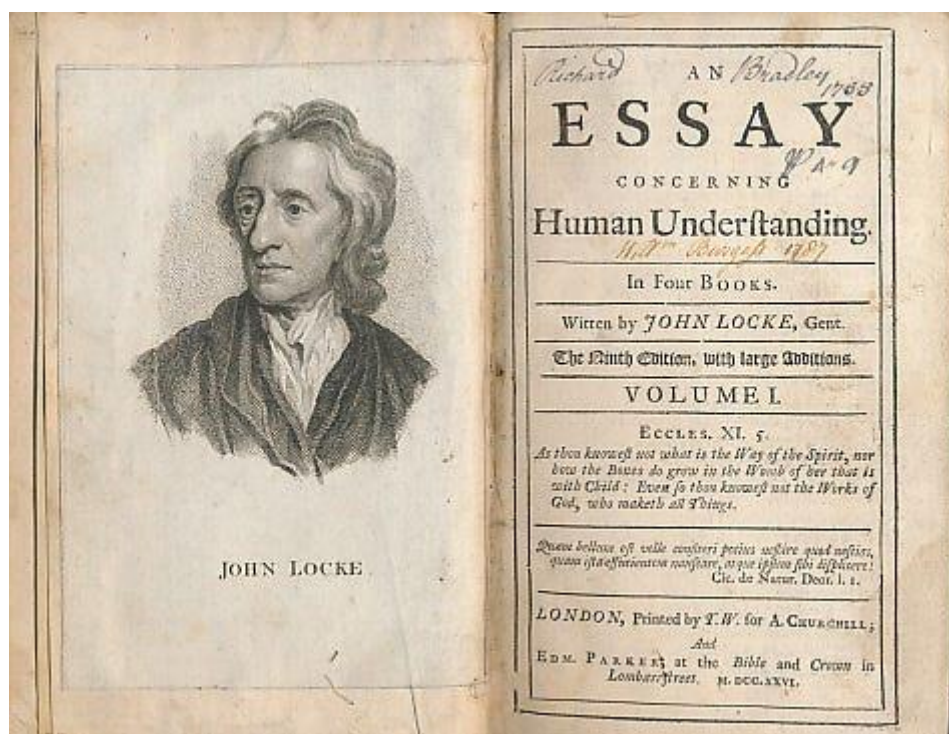 JOHN LOCKE
Richard AN Bradley 1733
ESSAY
CONCERNING
Human Underſtanding.
Burgeſs 1787
In Four BOOKS.
Written by JOHN LOCKE, Gent.
The Ninth Edition, with large Additions.
VOLUME I.
ECCLES. XI. 5.
As thou knoweſt not what is the Way of the Spirit, nor
how the Bones do grow in the Womb of her that is
with Child: Even ſo thou knoweſt not the Works of
God, who maketh all Things.
Quam bellum eſt velle confiteri potius neſcire quod neſcias,
quam iſta effutientem nauſeare, atque ipſum ſibi diſplicere!
Cic. de Natur. Deor. l. 1.
LONDON, Printed by T. W. for A. CHURCHILL;
And
EDM. PARKER, at the Bible and Crown in
Lombardſtreet. M.DCC.XXVI.